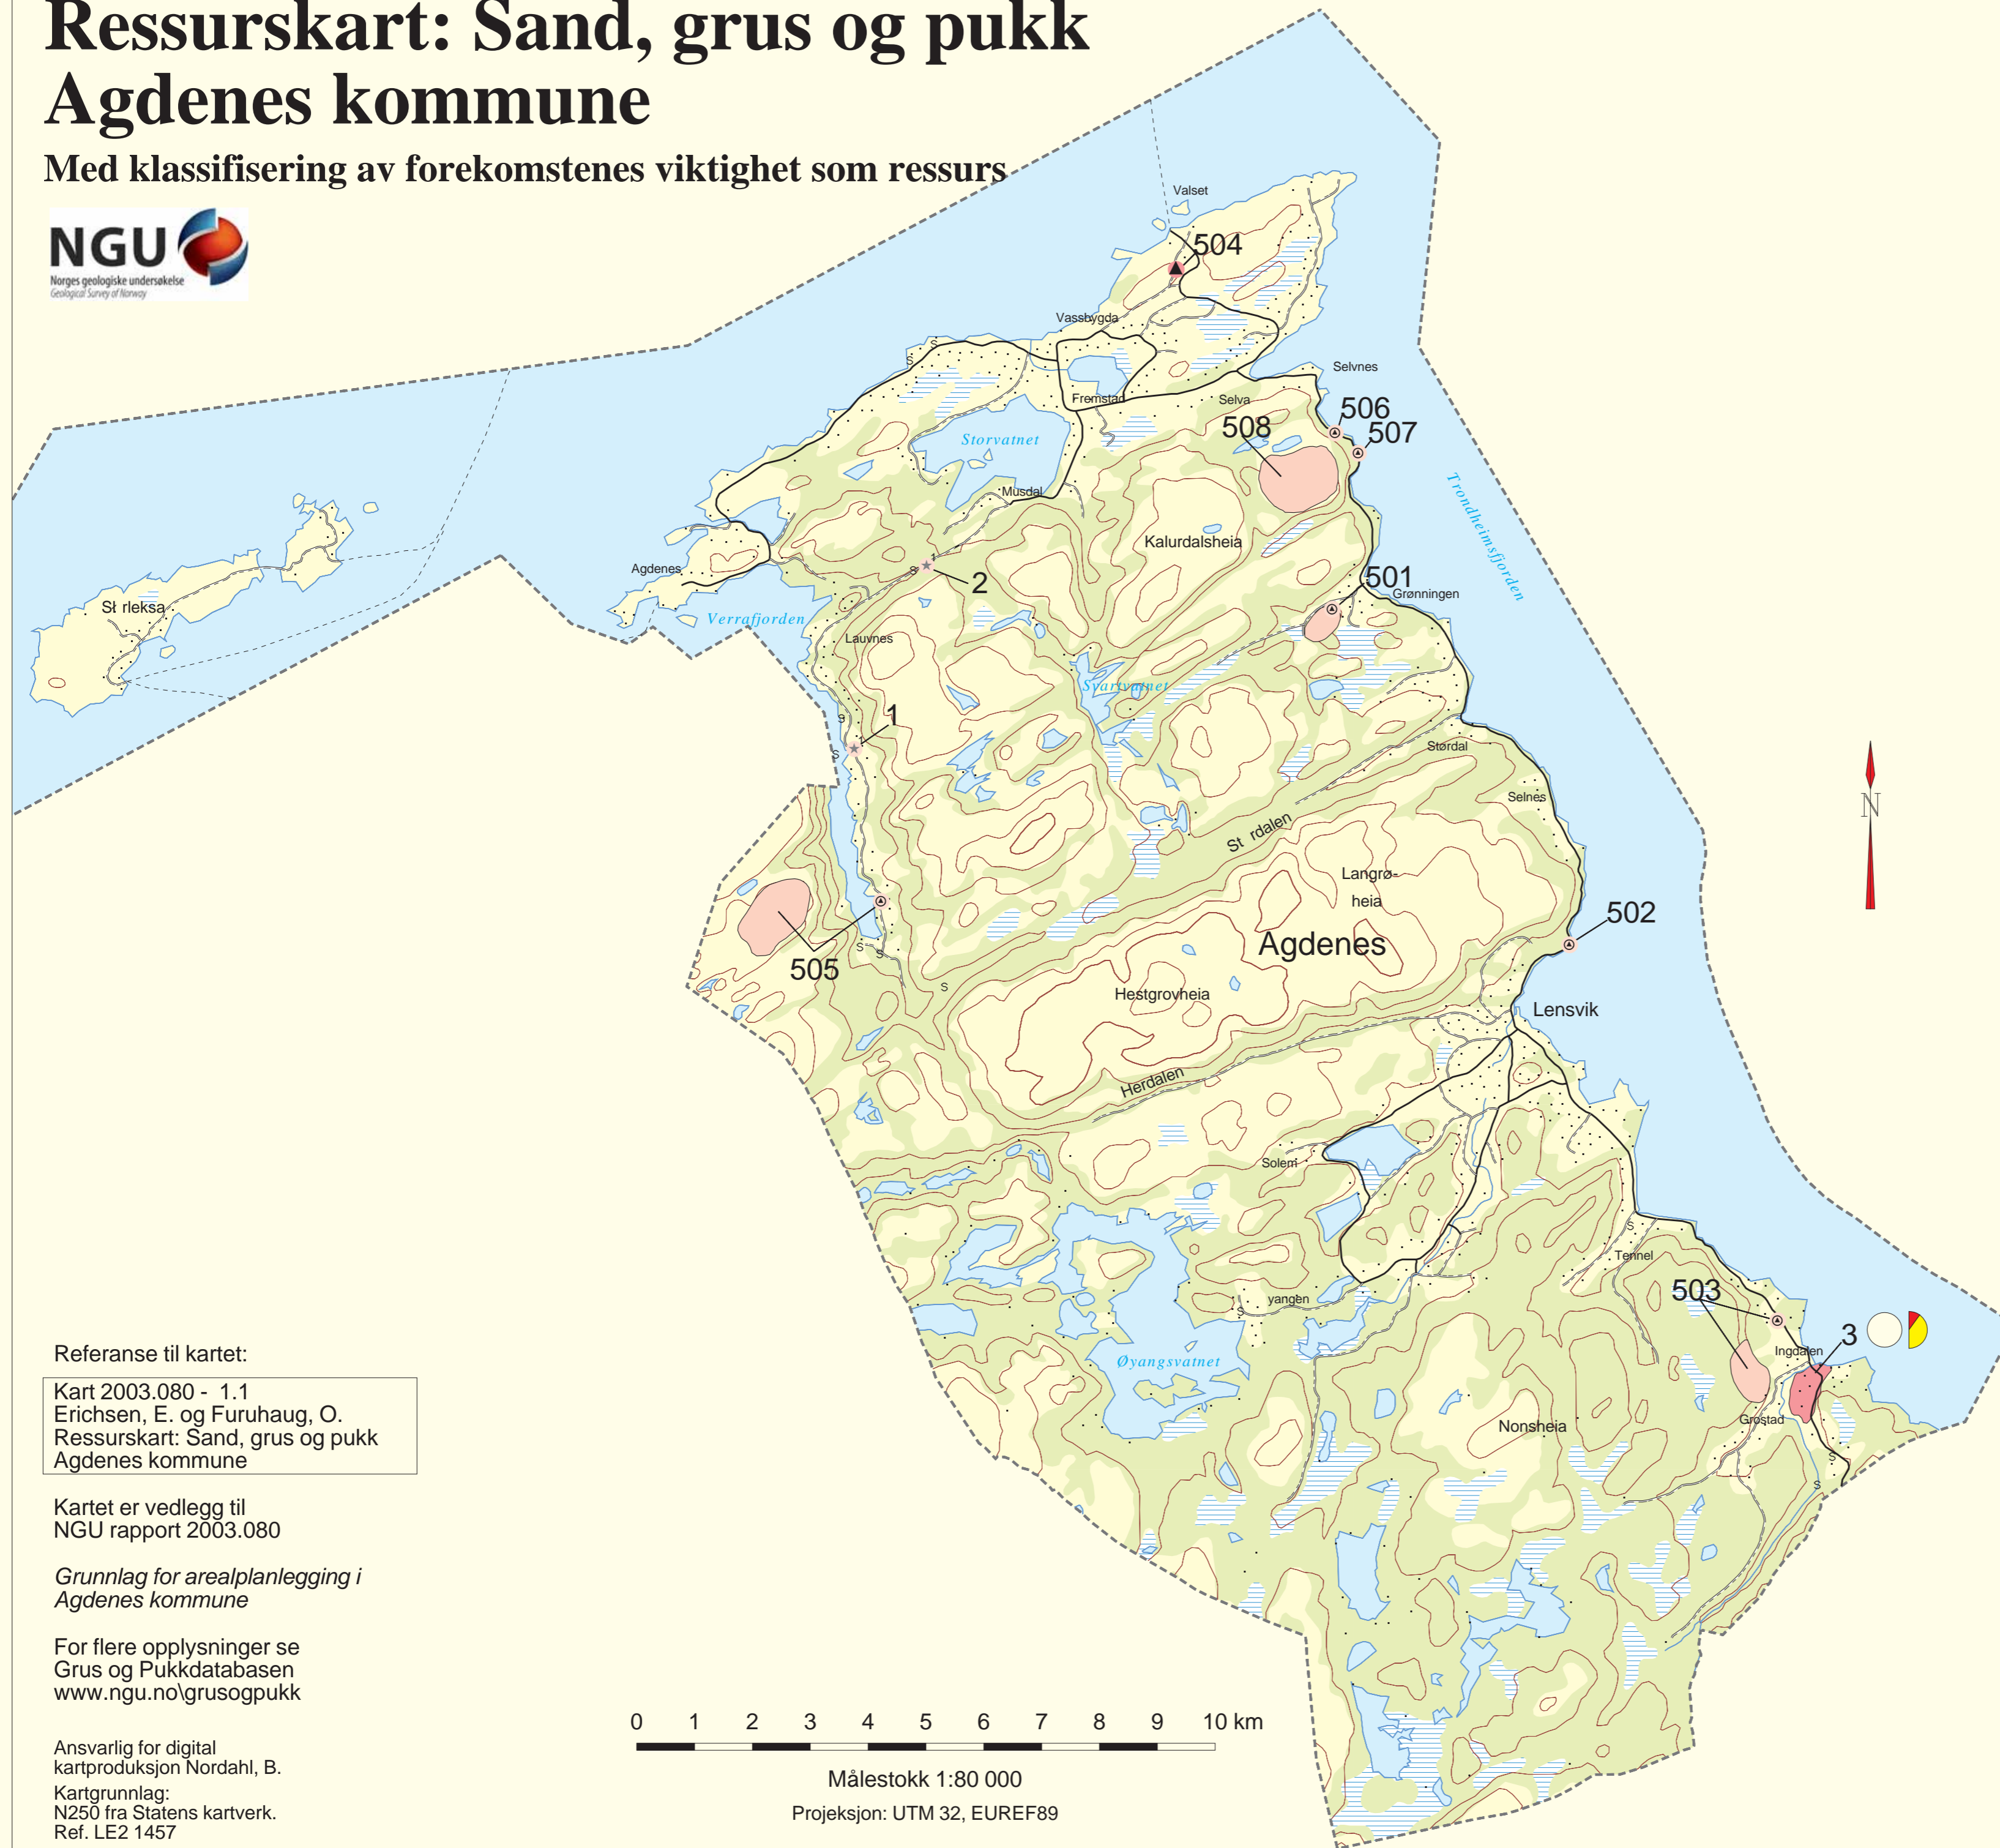 Ressurskart: Sand, grus og pukk
Agdenes kommune
Med klassifisering av forekomstenes viktighet som ressurs
NGU
Norges geologiske undersøkelse
Geological Survey of Norway
Valset
504
Vassbygda
S
S
Selvnes
Fremstad
Selva
506
508
507
Storvatnet
Trondheimsfjorden
Musdal
Kalurdalsheia
1
S
Agdenes
2
501
Grønningen
St rleksa
Verrafjorden
Lauvnes
Svartvatnet
1
S
S
Størdal
N
Selnes
St rdalen
Langrø-
heia
502
Agdenes
S
S
505
S
Hestgrovheia
Lensvik
Herdalen
Solem
S
Tennel
503
yangen
S
3
Ingdalen
Øyangsvatnet
Grostad
Nonsheia
S
S
Referanse til kartet:
Kart 2003.080 - 1.1
Erichsen, E. og Furuhaug, O.
Ressurskart: Sand, grus og pukk
Agdenes kommune
Kartet er vedlegg til
NGU rapport 2003.080
Grunnlag for arealplanlegging i
Agdenes kommune
For flere opplysninger se
Grus og Pukkdatabasen
www.ngu.no\grusogpukk
Ansvarlig for digital
kartproduksjon Nordahl, B.
Kartgrunnlag:
N250 fra Statens kartverk.
Ref. LE2 1457
0 1 2 3 4 5 6 7 8 9 10 km
Målestokk 1:80 000
Projeksjon: UTM 32, EUREF89